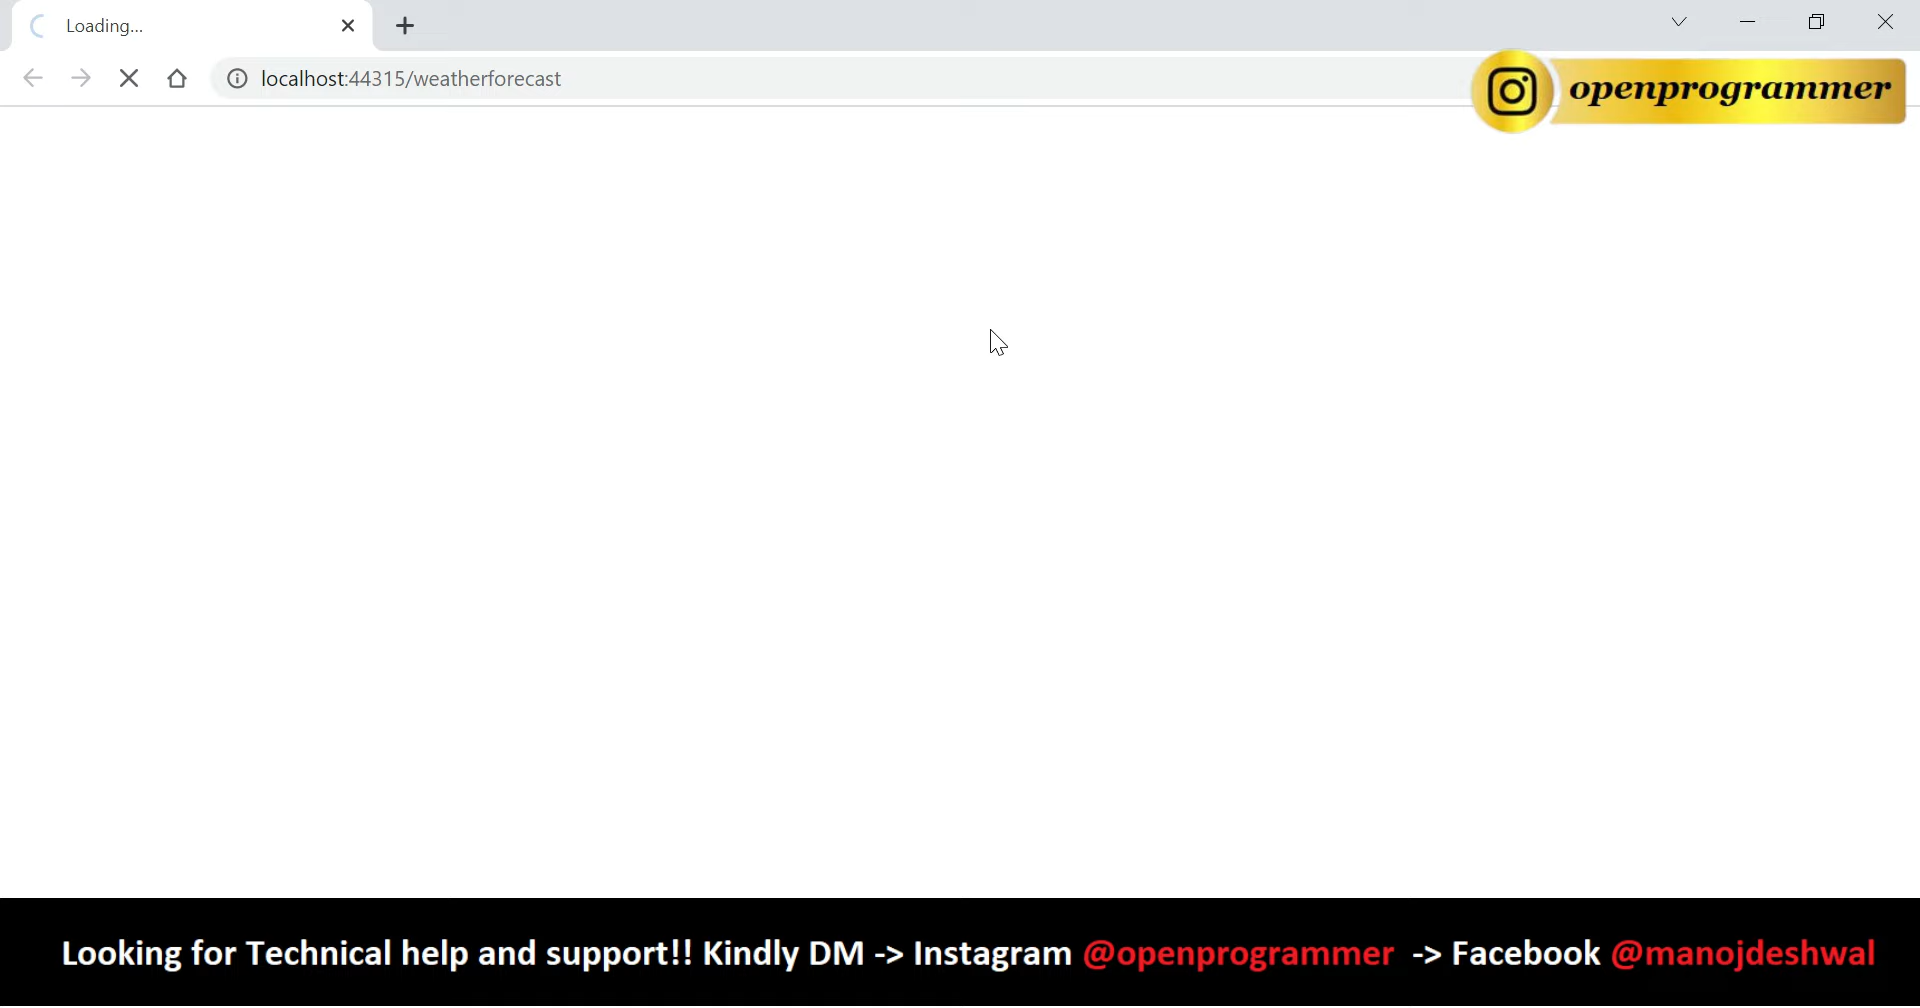 Loading...
localhost:44315/weatherforecast
openprogrammer
Looking for Technical help and support!! Kindly DM -> Instagram @openprogrammer -> Facebook @manojdeshwal